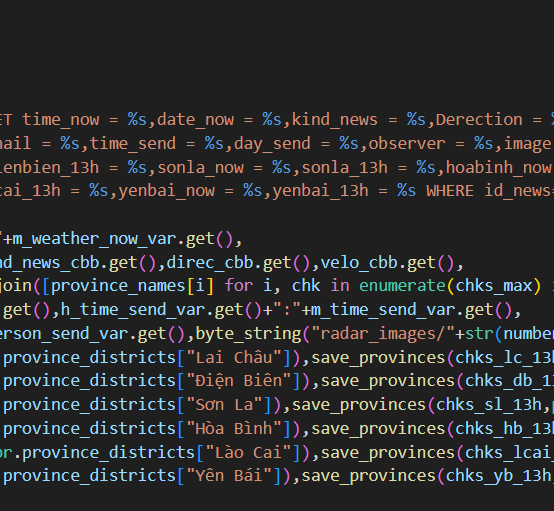 ET time_now = %s,date_now = %s,kind_news = %s,Derection = %
mail = %s,time_send = %s,day_send = %s,observer = %s,image
ienbien_13h = %s,sonla_now = %s,sonla_13h = %s,hoabinh_now
cai_13h = %s,yenbai_now = %s,yenbai_13h = %s WHERE id_news=
"+m_weather_now_var.get(),
nd_news_cbb.get(),direc_cbb.get(),velo_cbb.get(),
join([province_names[i] for i, chk in enumerate(chks_max) i
get(),h_time_send_var.get()+":"+m_time_send_var.get(),
erson_send_var.get(),byte_string("radar_images/"+str(number
province_districts["Lai Châu"]),save_provinces(chks_lc_13h
province_districts["Điện Biên"]),save_provinces(chks_db_13
province_districts["Sơn La"]),save_provinces(chks_sl_13h,p
province_districts["Hòa Bình"]),save_provinces(chks_hb_13h
or.province_districts["Lào Cai"]),save_provinces(chks_lcai_
province_districts["Yên Bái"]),save_provinces(chks_yb_13h,